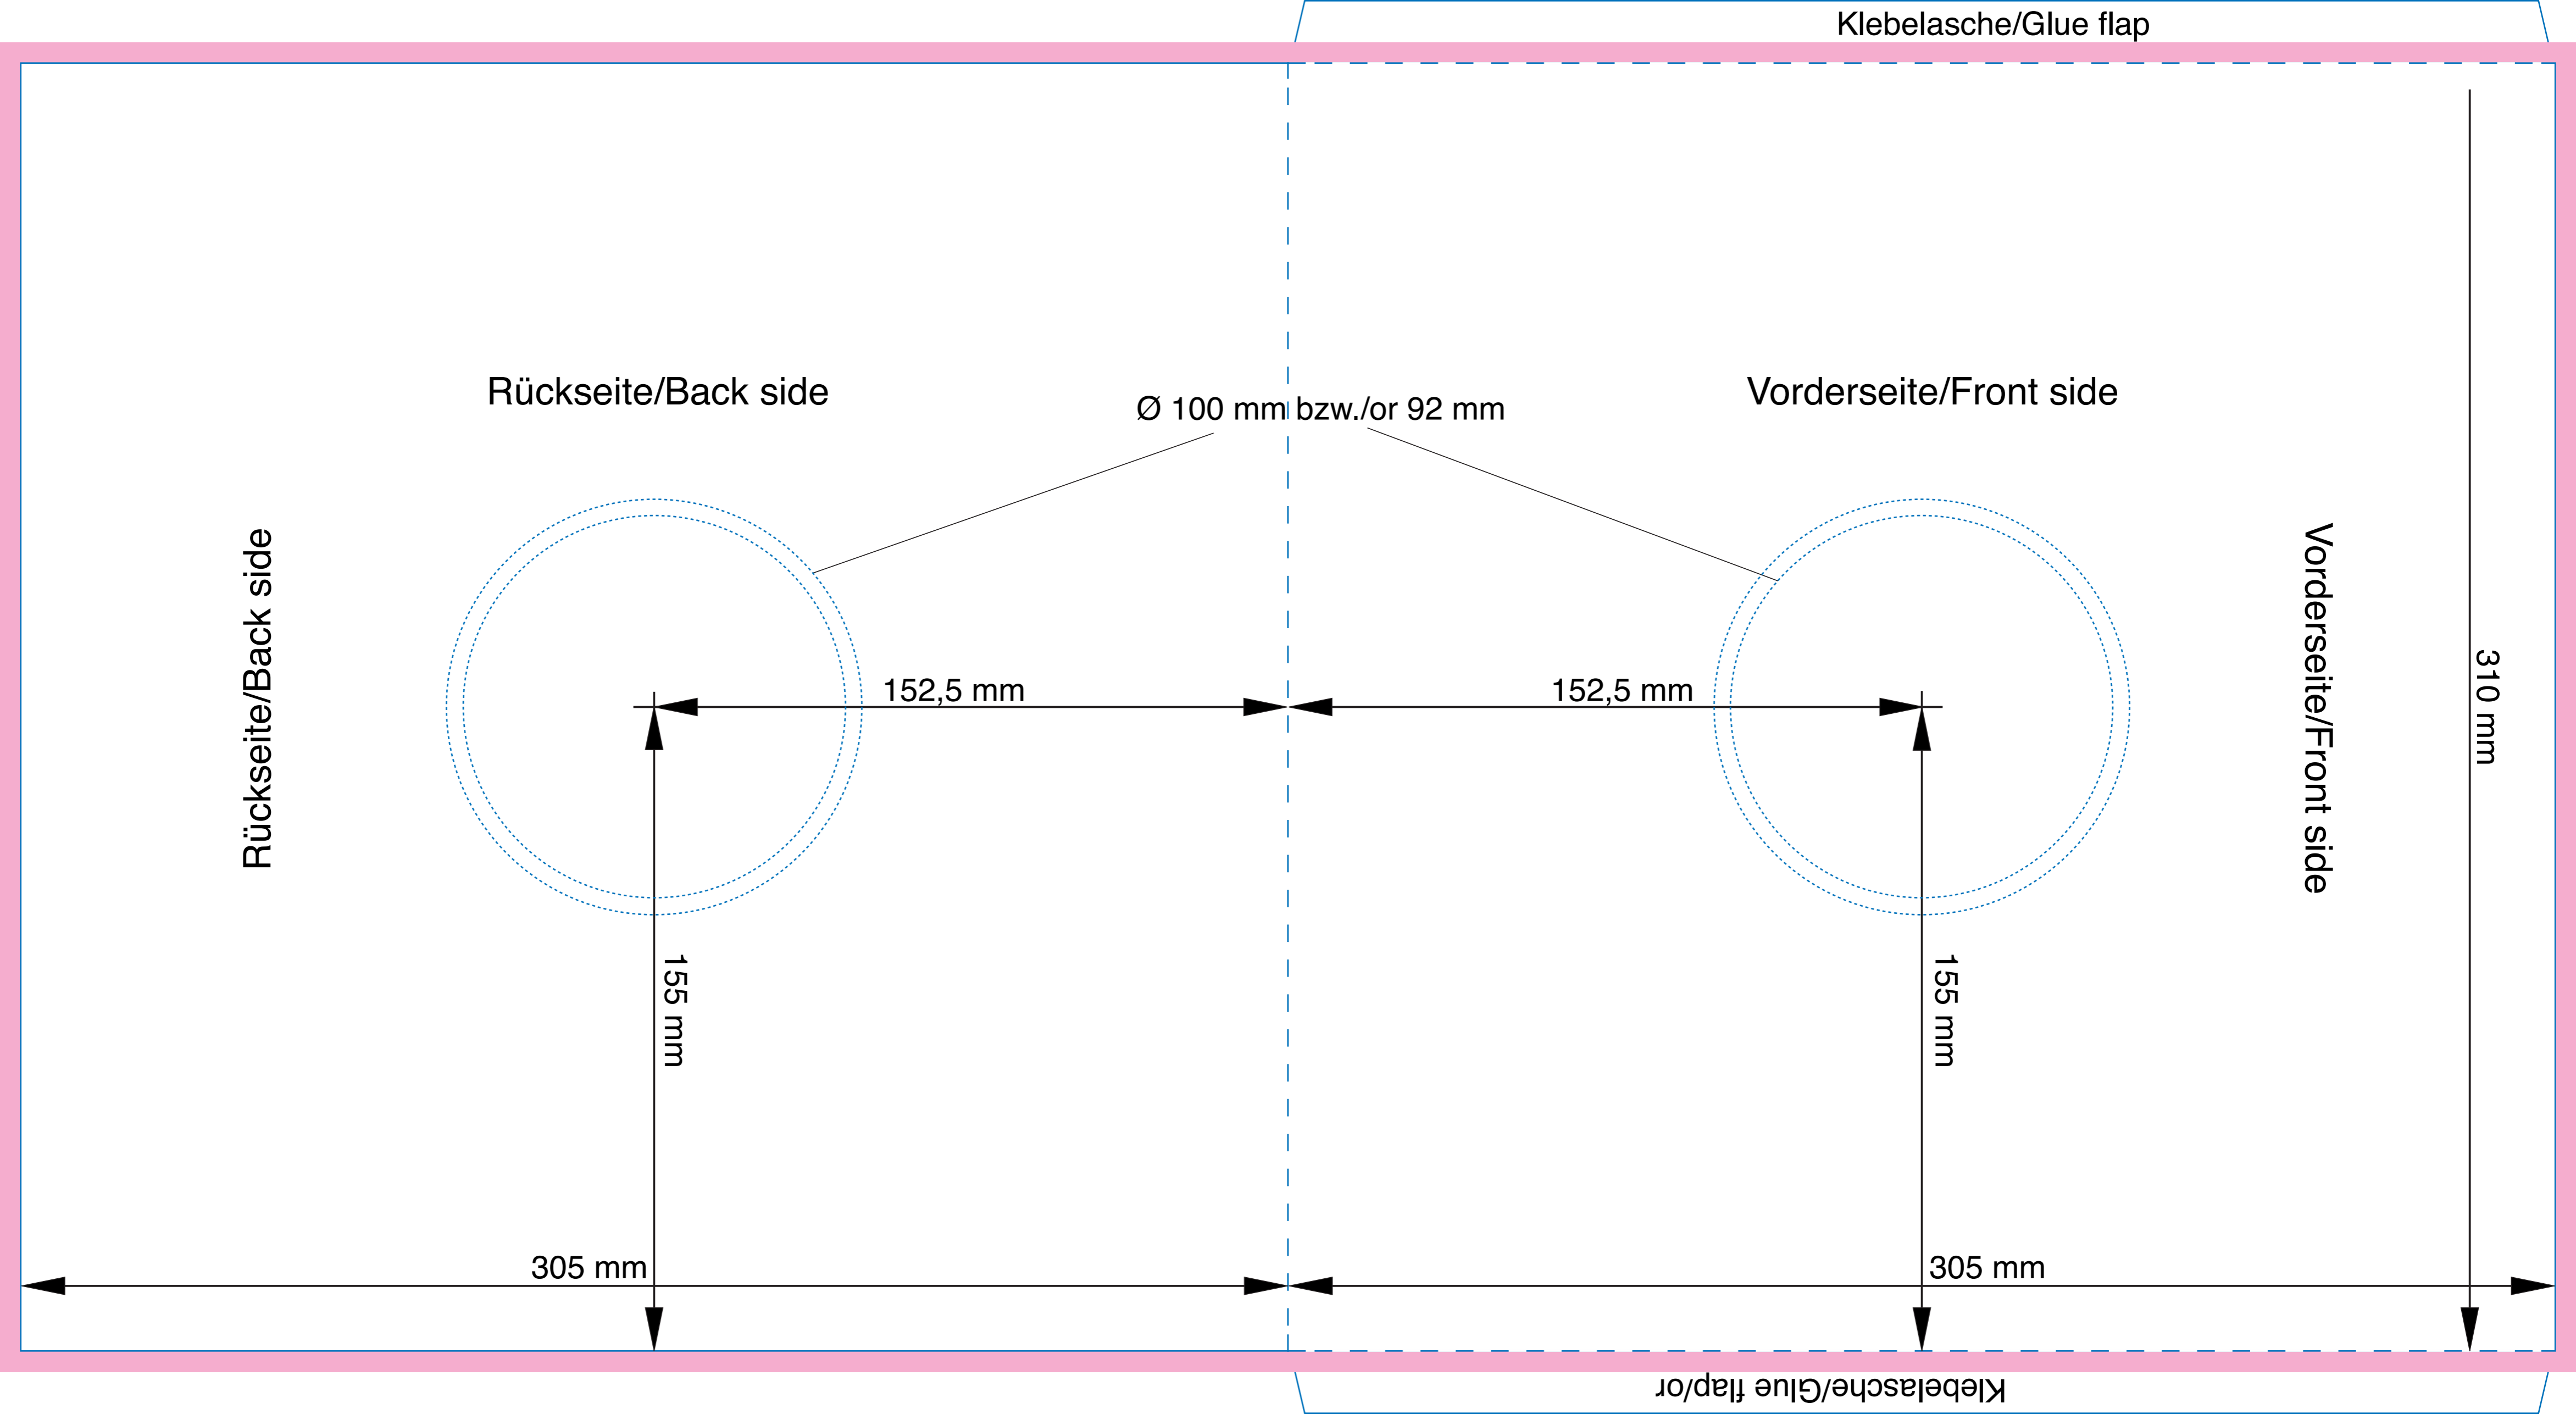 Klebelasche/Glue flap
Rückseite/Back side
Vorderseite/Front side
Ø 100 mm bzw./or 92 mm
Rückseite/Back side
152,5 mm
152,5 mm
Vorderseite/Front side
310 mm
155 mm
155 mm
305 mm
305 mm
Klebelasche/Glue flap/or